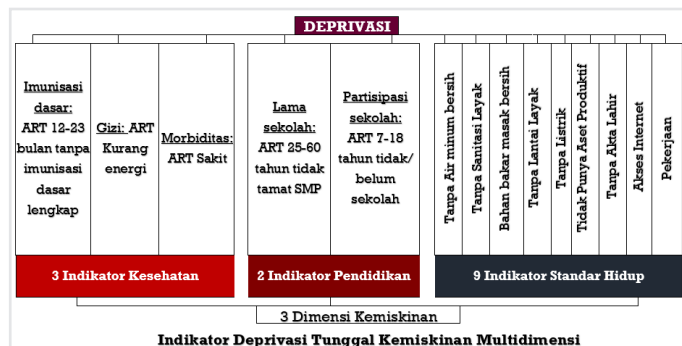 DEPRIVASI
Imunisasi
dasar:
ART 12-23
bulan tanpa
imunisasi
dasar
lengkap
Gizi: ART
Kurang
energi
Morbiditas:
ART Sakit
Lama
sekolah:
ART 25-60
tahun tidak
tamat SMP
Partisipasi
sekolah:
ART 7-18
tahun tidak/
belum
sekolah
Tanpa Air minum bersih
Tanpa Sanitasi Layak
Bahan bakar masak bersih
Tanpa Lantai Layak
Tanpa Listrik
Tidak Punya Aset Produktif
Tanpa Akta Lahir
Akses Internet
Pekerjaan
3 Indikator Kesehatan
2 Indikator Pendidikan
9 Indikator Standar Hidup
3 Dimensi Kemiskinan
Indikator Deprivasi Tunggal Kemiskinan Multidimensi